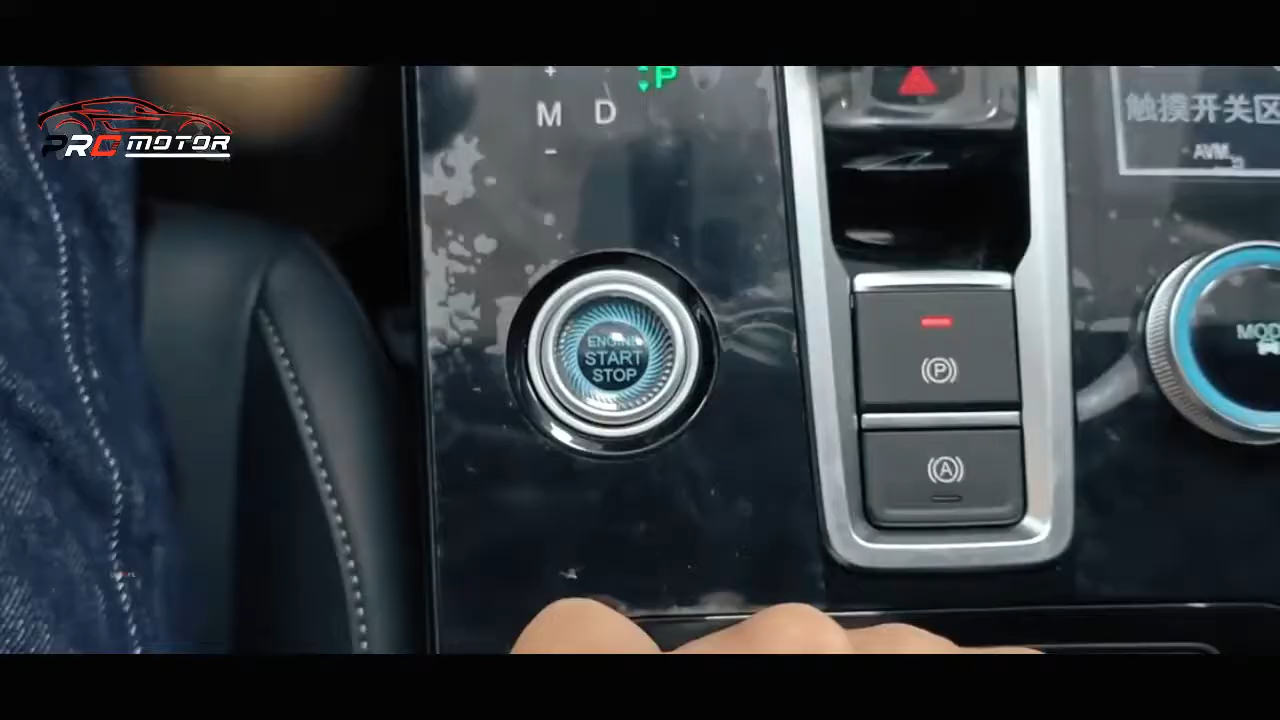 PRC MOTOR
+
M D P
-
ENGINE
START
STOP
(P)
(A)
触摸开关区
AVM
MOD